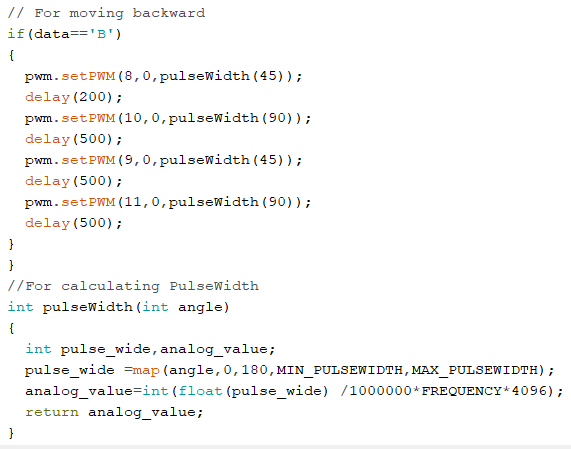 // For moving backward
if(data=='B')
{
  pwm.setPWM(8,0,pulseWidth(45));
  delay(200);
  pwm.setPWM(10,0,pulseWidth(90));
  delay(500);
  pwm.setPWM(9,0,pulseWidth(45));
  delay(500);
  pwm.setPWM(11,0,pulseWidth(90));
  delay(500);
}
}
//For calculating PulseWidth
int pulseWidth(int angle)
{
  int pulse_wide,analog_value;
  pulse_wide =map(angle,0,180,MIN_PULSEWIDTH,MAX_PULSEWIDTH);
  analog_value=int(float(pulse_wide) /1000000*FREQUENCY*4096);
  return analog_value;
}